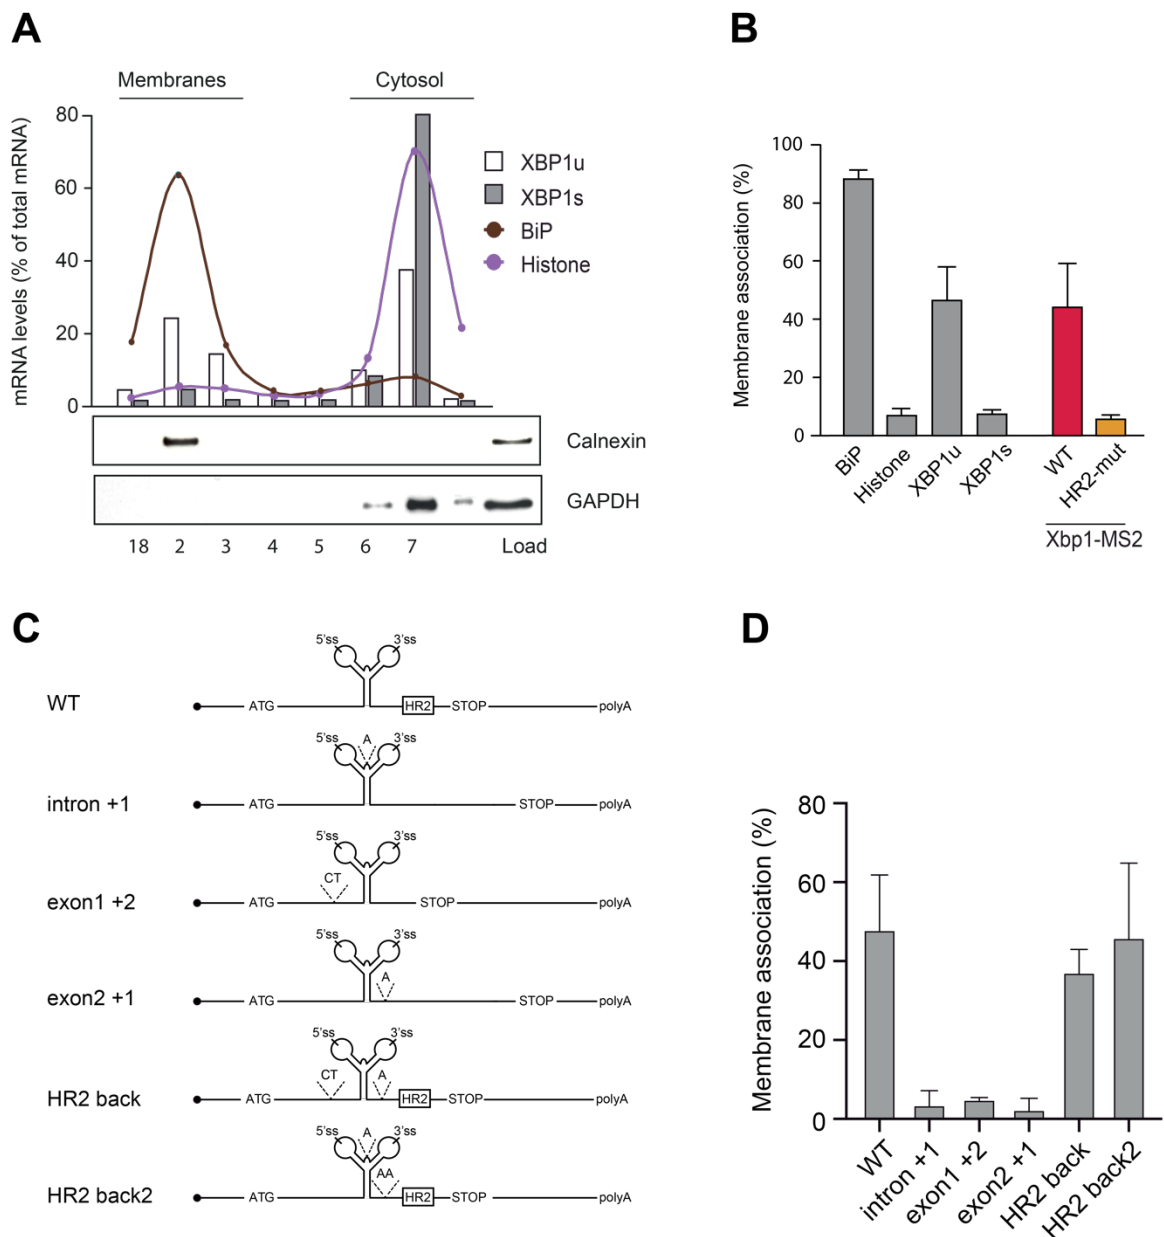 A
Membranes
Cytosol
mRNA levels (% of total mRNA)
80
60
40
20
0
XBP1u
XBP1s
BiP
Histone
Calnexin
GAPDH
18 2 3 4 5 6 7 Load
B
Membrane association (%)
100
80
60
40
20
0
BiP
Histone
XBP1u
XBP1s
WT
HR2-mut
Xbp1-MS2
C
5'ss 3'ss
WT
ATG HR2 STOP polyA
5'ss A 3'ss
intron +1
ATG STOP polyA
5'ss 3'ss
CT
exon1 +2
ATG STOP polyA
5'ss 3'ss
A
exon2 +1
ATG STOP polyA
5'ss 3'ss
CT A
HR2 back
ATG HR2 STOP polyA
5'ss A 3'ss
AA
HR2 back2
ATG HR2 STOP polyA
D
Membrane association (%)
80
60
40
20
0
WT
intron +1
exon1 +2
exon2 +1
HR2 back
HR2 back2